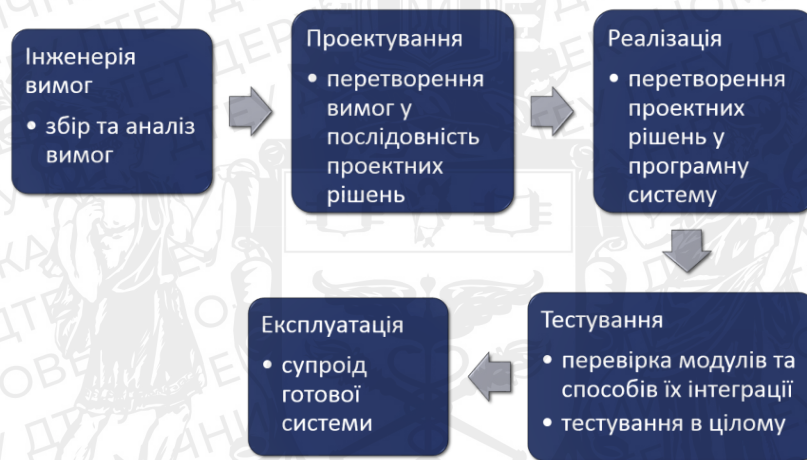 Інженерія
вимог
• збір та аналіз
вимог
Проектування
• перетворення
вимог у
послідовність
проектних
рішень
Реалізація
• перетворення
проектних
рішень у
програмну
систему
Експлуатація
• супроід
готової
системи
Тестування
• перевірка модулів та
способів їх інтеграції
• тестування в цілому